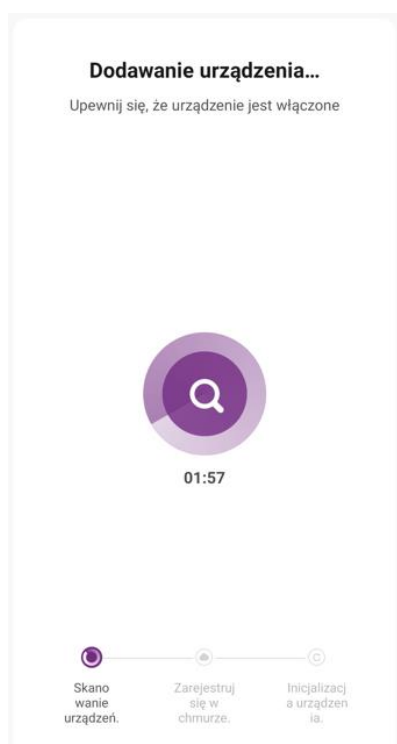 Dodawanie urządzenia...
Upewnij się, że urządzenie jest włączone
01:57
Skano
wanie
urządzeń.
Zarejestruj
się w
chmurze.
Inicjalizacj
a urządzen
ia.